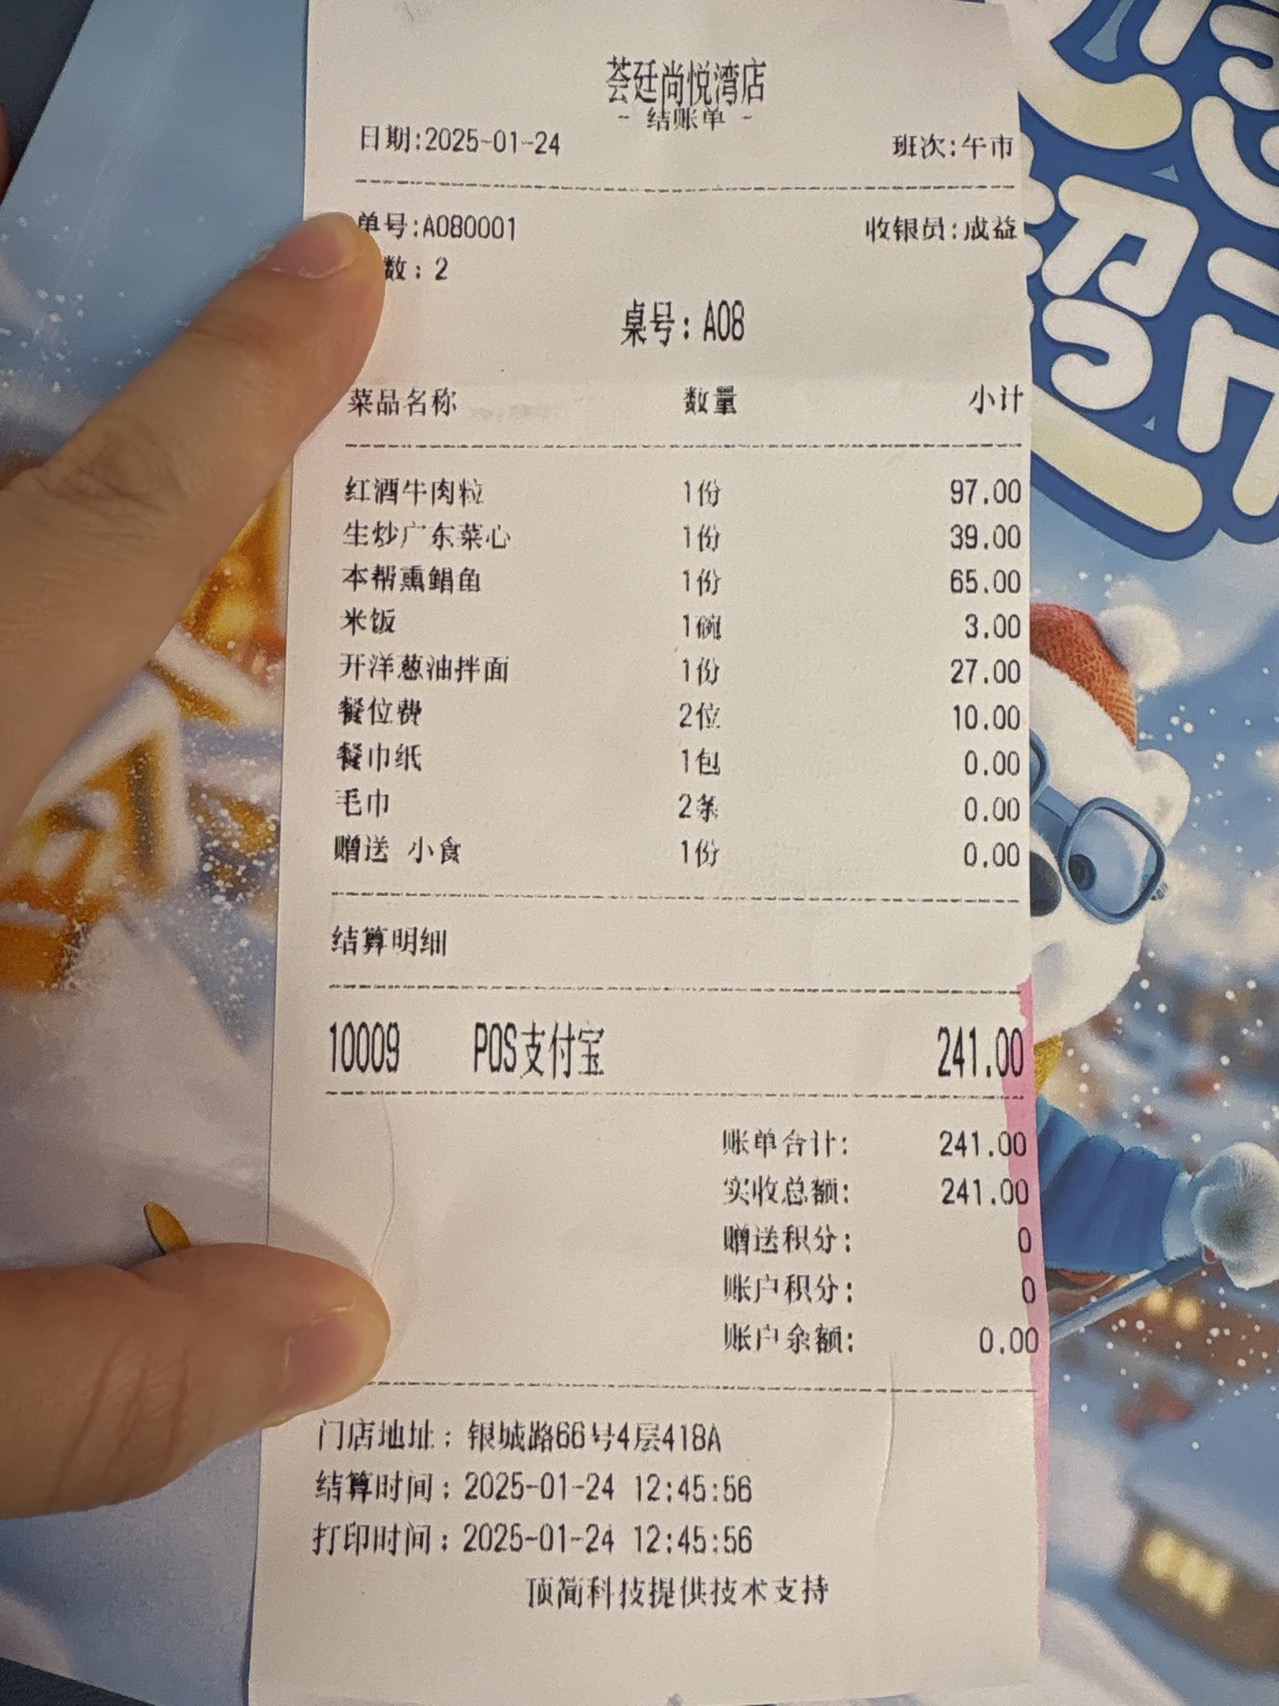 荟廷尚悦湾店
- 结账单 -
日期:2025-01-24 班次:午市
单号:A080001 收银员:成益
数: 2
桌号: A08
菜品名称 数量 小计
红酒牛肉粒 1份 97.00
生炒广东菜心 1份 39.00
本帮熏鲳鱼 1份 65.00
米饭 1碗 3.00
开洋葱油拌面 1份 27.00
餐位费 2位 10.00
餐巾纸 1包 0.00
毛巾 2条 0.00
赠送 小食 1份 0.00
结算明细
10009 POS支付宝 241.00
账单合计: 241.00
实收总额: 241.00
赠送积分: 0
账户积分: 0
账户余额: 0.00
门店地址: 银城路66号4层418A
结算时间: 2025-01-24 12:45:56
打印时间: 2025-01-24 12:45:56
顶简科技提供技术支持